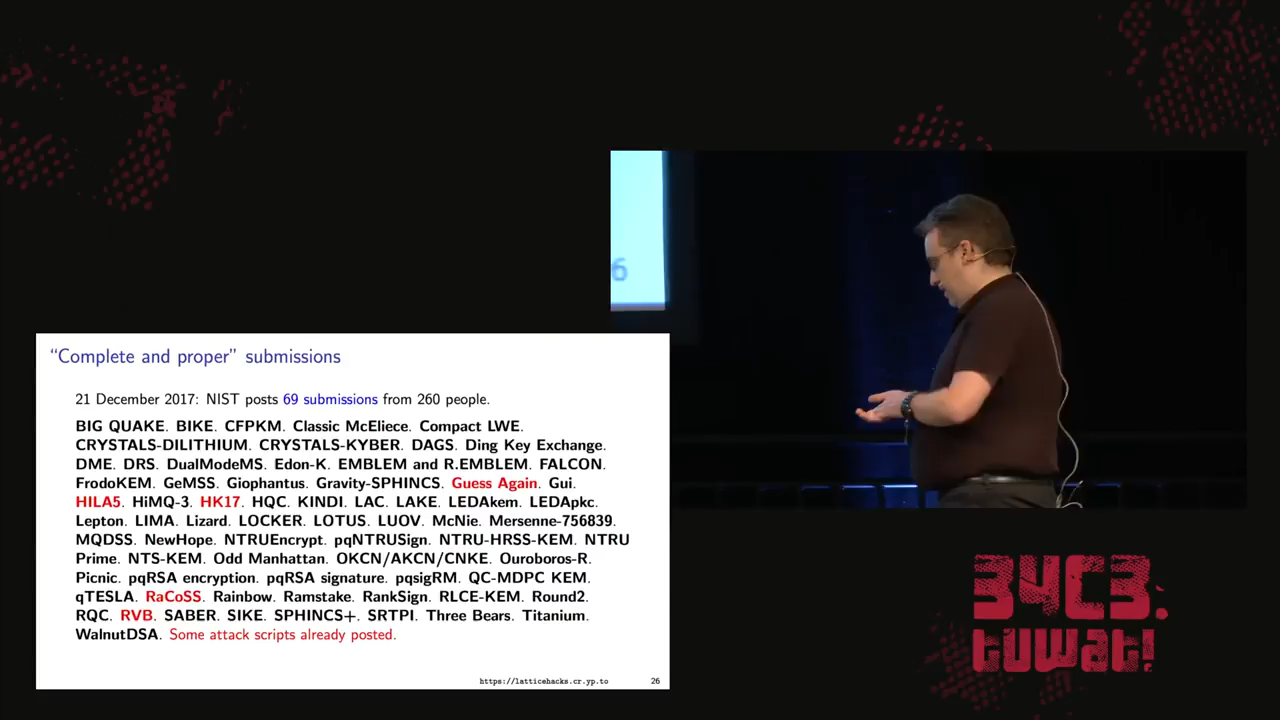 6
“Complete and proper” submissions
21 December 2017: NIST posts 69 submissions from 260 people.
BIG QUAKE. BIKE. CFPKM. Classic McEliece. Compact LWE.
CRYSTALS-DILITHIUM. CRYSTALS-KYBER. DAGS. Ding Key Exchange.
DME. DRS. DualModeMS. Edon-K. EMBLEM and R.EMBLEM. FALCON.
FrodoKEM. GeMSS. Giophantus. Gravity-SPHINCS. Guess Again. Gui.
HILA5. HiMQ-3. HK17. HQC. KINDI. LAC. LAKE. LEDAkem. LEDApkc.
Lepton. LIMA. Lizard. LOCKER. LOTUS. LUOV. McNie. Mersenne-756839.
MQDSS. NewHope. NTRUEncrypt. pqNTRUSign. NTRU-HRSS-KEM. NTRU
Prime. NTS-KEM. Odd Manhattan. OKCN/AKCN/CNKE. Ouroboros-R.
Picnic. pqRSA encryption. pqRSA signature. pqsigRM. QC-MDPC KEM.
qTESLA. RaCoSS. Rainbow. Ramstake. RankSign. RLCE-KEM. Round2.
RQC. RVB. SABER. SIKE. SPHINCS+. SRTPI. Three Bears. Titanium.
WalnutDSA. Some attack scripts already posted.
https://latticehacks.cr.yp.to 26
34C3.
tuwat!